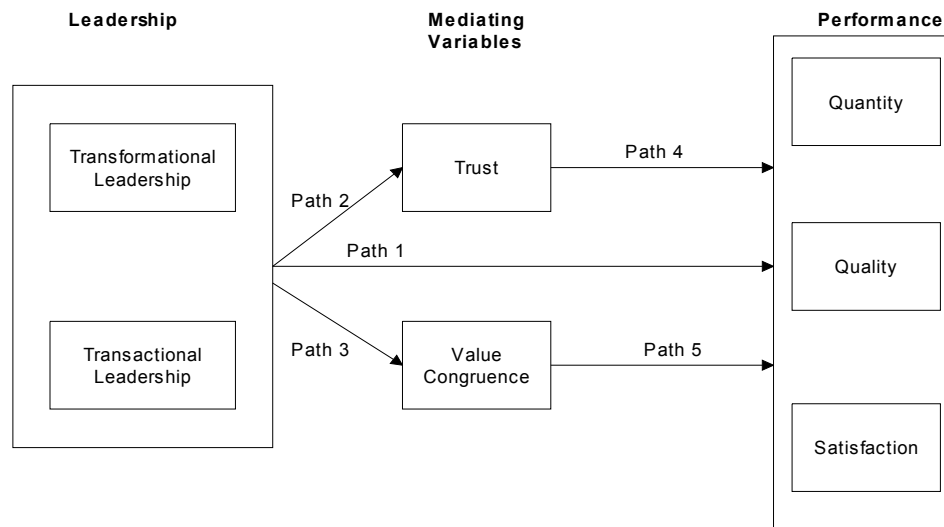 Leadership
Mediating
Variables
Performance
Quantity
Transformational
Leadership
Trust
Path 4
Path 2
Path 1
Quality
Transactional
Leadership
Path 3
Value
Congruence
Path 5
Satisfaction